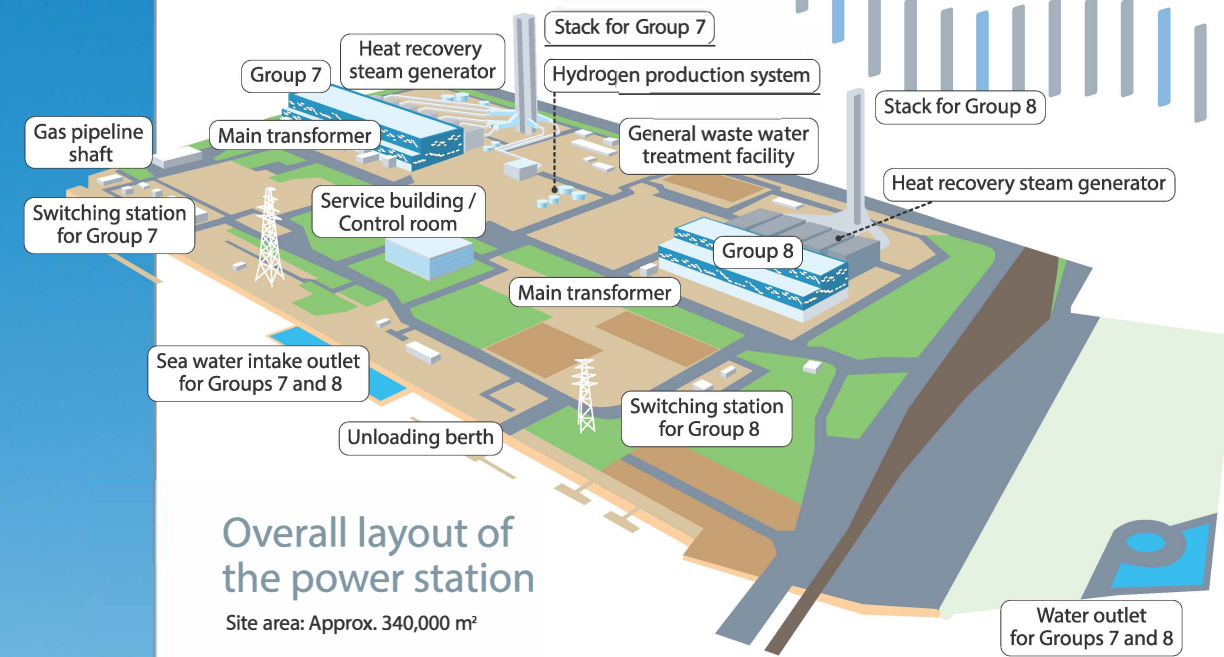 Stack for Group 7
Heat recovery
steam generator
Group 7
Hydrogen production system
Stack for Group 8
Gas pipeline
shaft
Main transformer
General waste water
treatment facility
Heat recovery steam generator
Switching station
for Group 7
Service building /
Control room
Group 8
Main transformer
Sea water intake outlet
for Groups 7 and 8
Switching station
for Group 8
Unloading berth
Overall layout of
the power station
Site area: Approx. 340,000 m²
Water outlet
for Groups 7 and 8